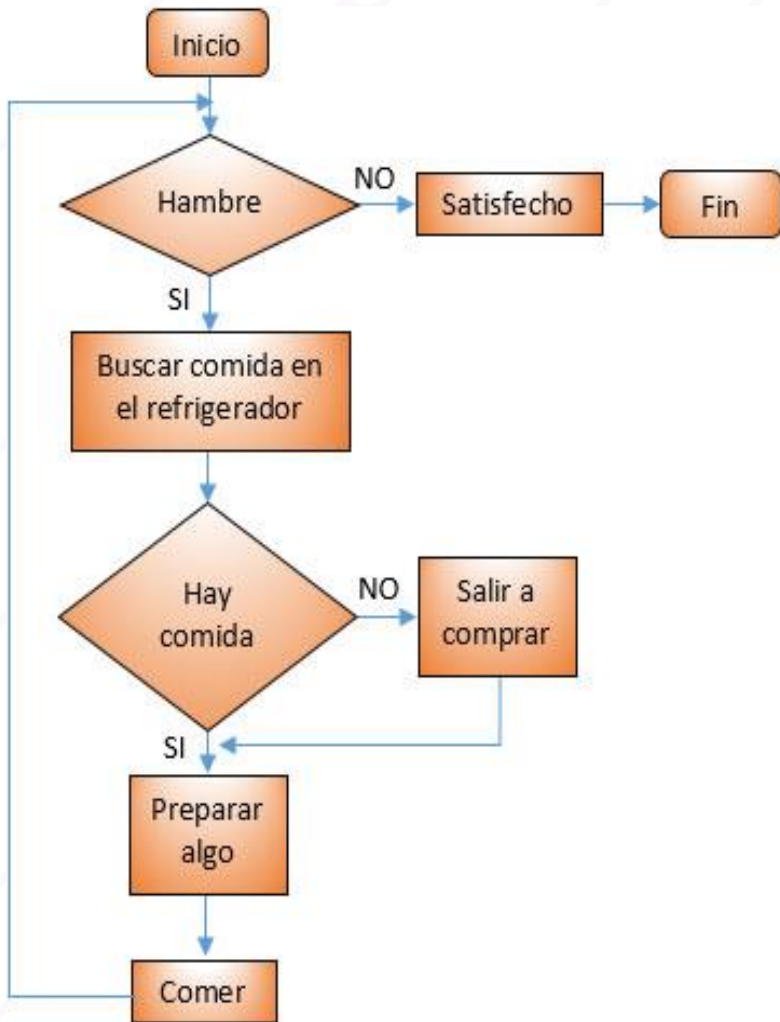 Inicio
Hambre
NO
Satisfecho
Fin
SI
Buscar comida en
el refrigerador
Hay
comida
NO
Salir a
comprar
SI
Preparar
algo
Comer